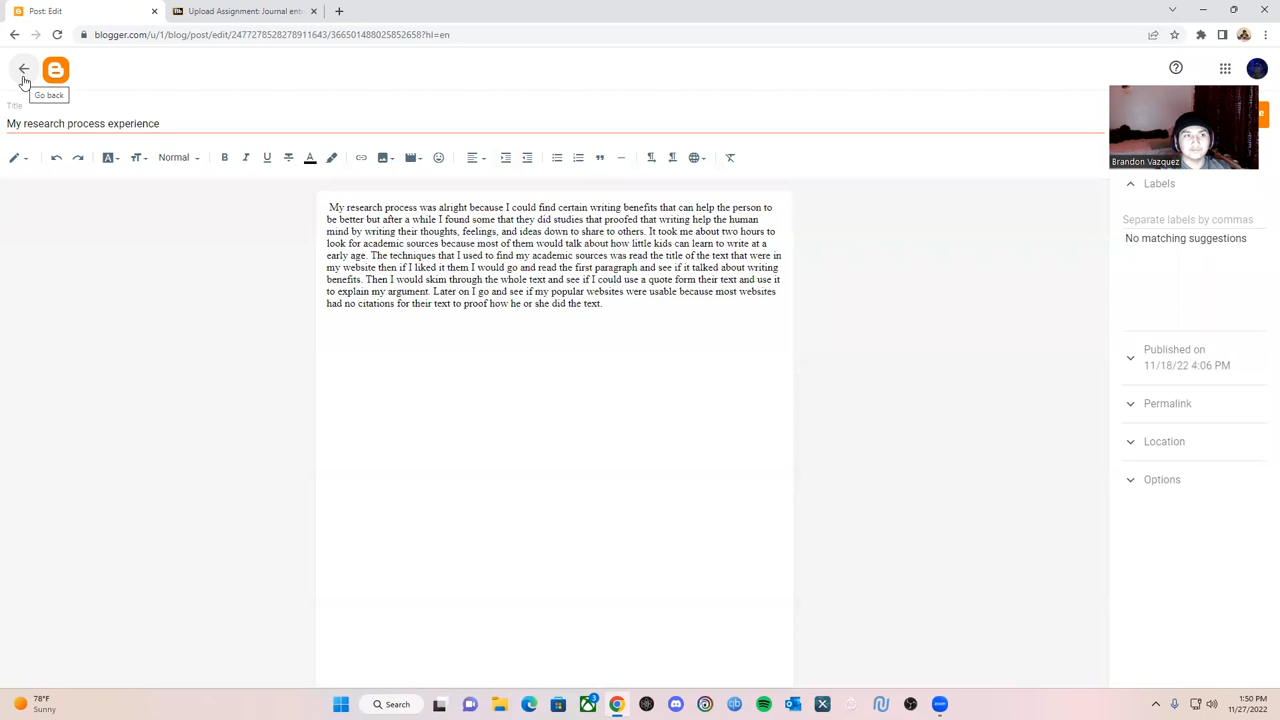 Post: Edit
Upload Assignment: Journal ent
blogger.com/u/1/blog/post/edit/2477278528278911643/366501488025852658?hl=en
Go back
Title
My research process experience
Normal
My research process was alright because I could find certain writing benefits that can help the person to
be better but after a while I found some that they did studies that proofed that writing help the human
mind by writing their thoughts, feelings, and ideas down to share to others. It took me about two hours to
look for academic sources because most of them would talk about how little kids can learn to write at a
early age. The techniques that I used to find my academic sources was read the title of the text that were in
my website then if I liked it them I would go and read the first paragraph and see if it talked about writing
benefits. Then I would skim through the whole text and see if I could use a quote form their text and use it
to explain my argument. Later on I go and see if my popular websites were usable because most websites
had no citations for their text to proof how he or she did the text.
Brandon Vazquez
Labels
Separate labels by commas
No matching suggestions
Published on
11/18/22 4:06 PM
Permalink
Location
Options
78°F
Sunny
Search
3
1:50 PM
11/27/2022